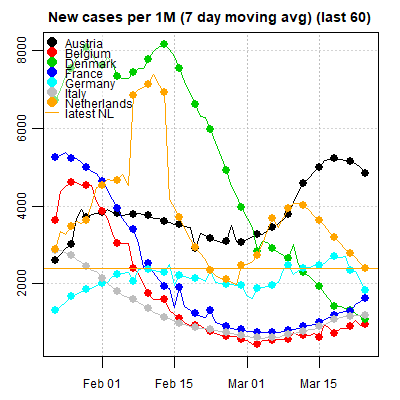 New cases per 1M (7 day moving avg) (last 60)
8000
6000
4000
2000
Austria
Belgium
Denmark
France
Germany
Italy
Netherlands
latest NL
Feb 01
Feb 15
Mar 01
Mar 15